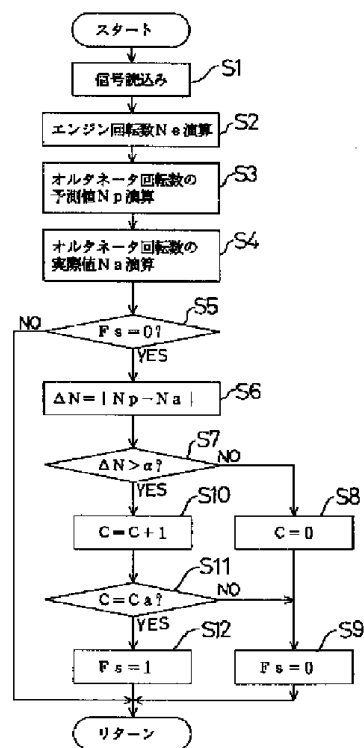 スタート
S1
信号読込み
S2
エンジン回転数Ne演算
S3
オルタネータ回転数の
予測値Np演算
S4
オルタネータ回転数の
実際値Na演算
S5
NO
Fs=0?
YES
S6
ΔN=|Np-Na|
S7
ΔN>α?
NO
YES
S10
S8
C=C+1
C=0
S11
C=Ca?
NO
YES
S12
S9
Fs=1
Fs=0
リターン